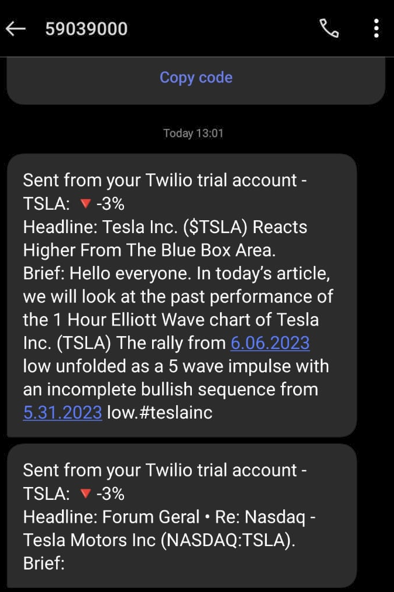 59039000
Copy code
Today 13:01
Sent from your Twilio trial account -
TSLA: 🔻-3%
Headline: Tesla Inc. ($TSLA) Reacts
Higher From The Blue Box Area.
Brief: Hello everyone. In today's article,
we will look at the past performance of
the 1 Hour Elliott Wave chart of Tesla
Inc. (TSLA) The rally from 6.06.2023
low unfolded as a 5 wave impulse with
an incomplete bullish sequence from
5.31.2023 low.#teslainc
Sent from your Twilio trial account -
TSLA: 🔻-3%
Headline: Forum Geral • Re: Nasdaq -
Tesla Motors Inc (NASDAQ:TSLA).
Brief: